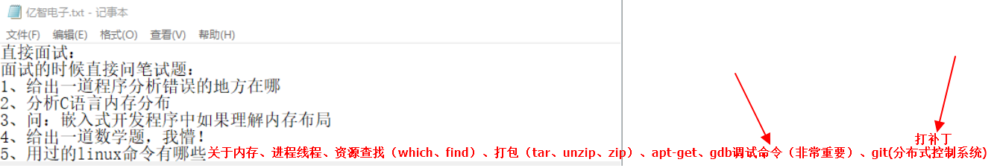 亿智电子.txt - 记事本
文件(F) 编辑(E) 格式(O) 查看(V) 帮助(H)
直接面试：
面试的时候直接问笔试题：
1、给出一道程序分析错误的地方在哪
2、分析C语言内存分布
3、问：嵌入式开发程序中如果理解内存布局
4、给出一道数学题，我懵！
打补丁
5、用过的linux命令有哪些关于内存、进程线程、资源查找（which、find）、打包（tar、unzip、zip）、apt-get、gdb调试命令（非常重要）、git(分布式控制系统)